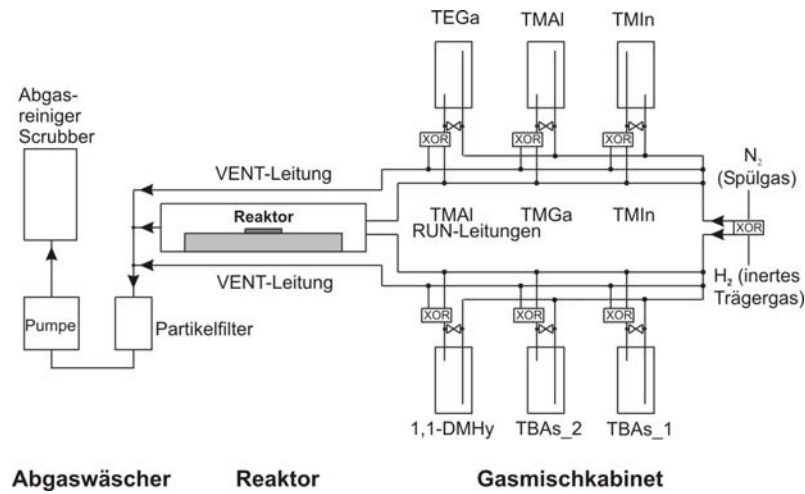 TEGa TMAl TMIn
Abgas-
reiniger
Scrubber
XOR XOR XOR
N₂
(Spülgas)
VENT-Leitung
Reaktor
TMAl TMGa TMIn
RUN-Leitungen
XOR
VENT-Leitung
H₂ (inertes
Trägergas)
XOR XOR XOR
Pumpe
Partikelfilter
1,1-DMHy TBAs_2 TBAs_1
Abgaswäscher Reaktor Gasmischkabinet